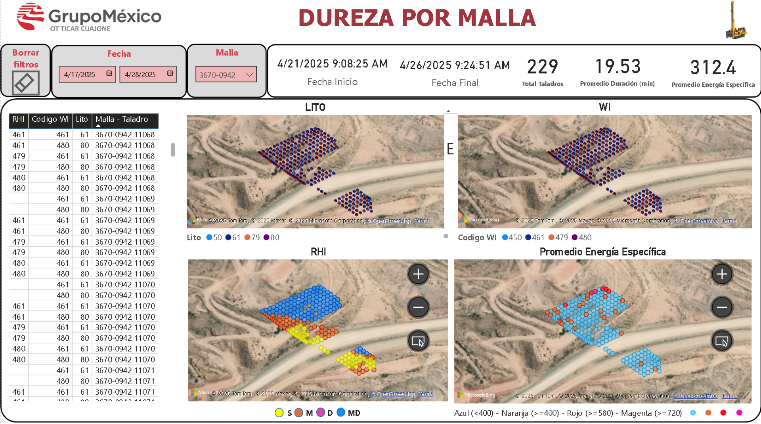 GrupoMéxico
OT TICAR CUAJONE
DUREZA POR MALLA
Borrar filtros
Fecha
4/17/2025 4/28/2025
Malla
3670-0942
4/21/2025 9:08:25 AM
Fecha Inicio
4/26/2025 9:24:51 AM
Fecha Final
229
Total Taladros
19.53
Promedio Duración (min)
312.4
Promedio Energía Específica
RHI Codigo WI Lito Malla - Taladro
461 461 61 3670-0942 11068
461 480 80 3670-0942 11068
479 461 61 3670-0942 11068
479 480 80 3670-0942 11068
480 461 61 3670-0942 11068
480 480 80 3670-0942 11068
461 61 3670-0942 11069
480 80 3670-0942 11069
461 461 61 3670-0942 11069
461 480 80 3670-0942 11069
479 461 61 3670-0942 11069
479 480 80 3670-0942 11069
480 461 61 3670-0942 11069
480 480 80 3670-0942 11069
461 61 3670-0942 11070
480 80 3670-0942 11070
461 461 61 3670-0942 11070
461 480 80 3670-0942 11070
479 461 61 3670-0942 11070
479 480 80 3670-0942 11070
480 461 61 3670-0942 11070
480 480 80 3670-0942 11070
461 61 3670-0942 11071
480 80 3670-0942 11071
461 461 61 3670-0942 11071
LITO
Lito 50 61 79 80
E
WI
Codigo WI 450 461 479 480
RHI
S M D MD
Promedio Energía Específica
Azul (<400) - Naranja (>=400) - Rojo (>=580) - Magenta (>=720)